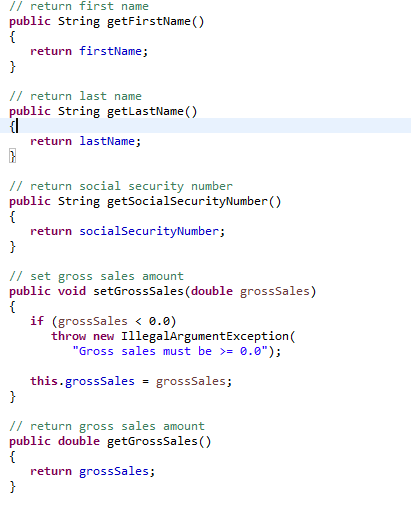 // return first name
public String getFirstName()
{
   return firstName;
}

// return last name
public String getLastName()
{
   return lastName;
}

// return social security number
public String getSocialSecurityNumber()
{
   return socialSecurityNumber;
}

// set gross sales amount
public void setGrossSales(double grossSales)
{
   if (grossSales < 0.0)
      throw new IllegalArgumentException(
         "Gross sales must be >= 0.0");

   this.grossSales = grossSales;
}

// return gross sales amount
public double getGrossSales()
{
   return grossSales;
}